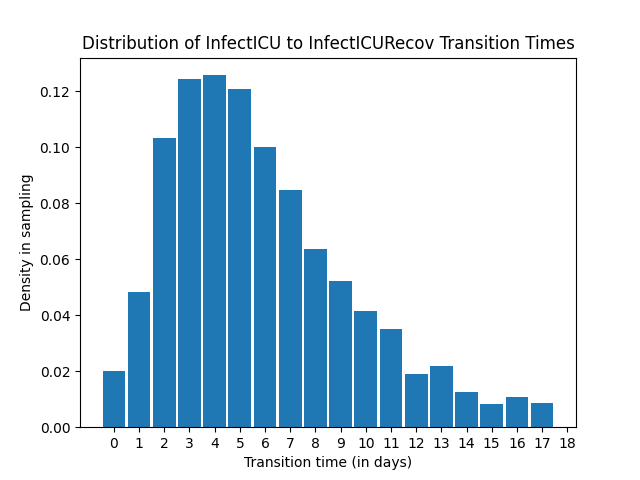 Distribution of InfectICU to InfectICURecov Transition Times
Density in sampling
0.12
0.10
0.08
0.06
0.04
0.02
0.00
0 1 2 3 4 5 6 7 8 9 10 11 12 13 14 15 16 17 18
Transition time (in days)